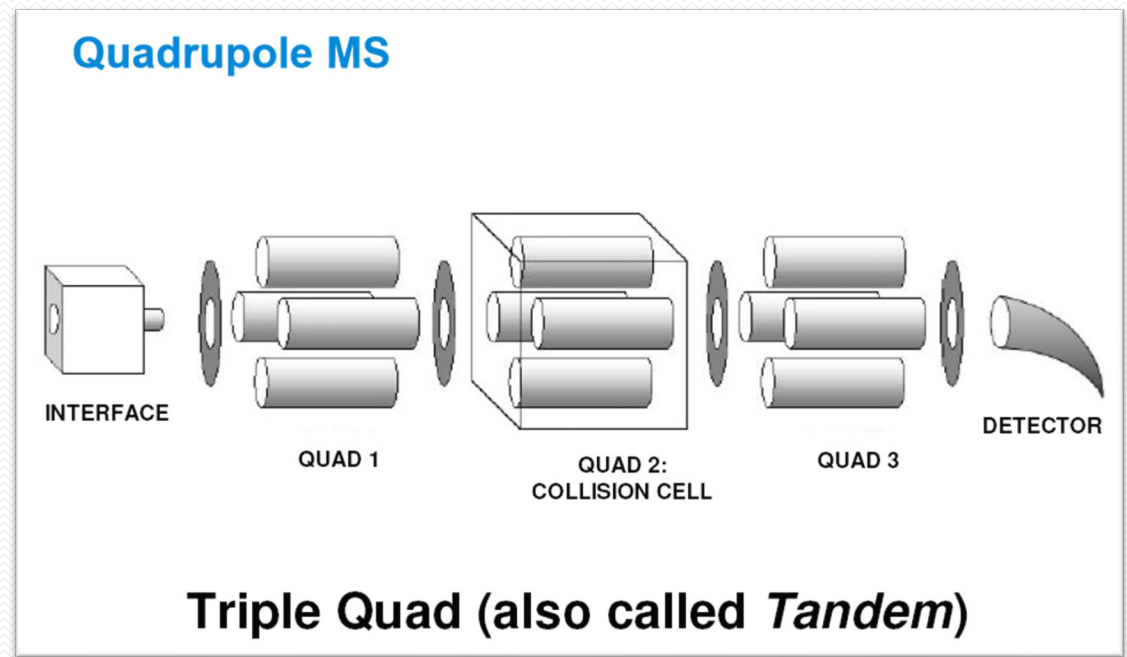 Quadrupole MS
INTERFACE
QUAD 1
QUAD 2:
COLLISION CELL
QUAD 3
DETECTOR
Triple Quad (also called Tandem)